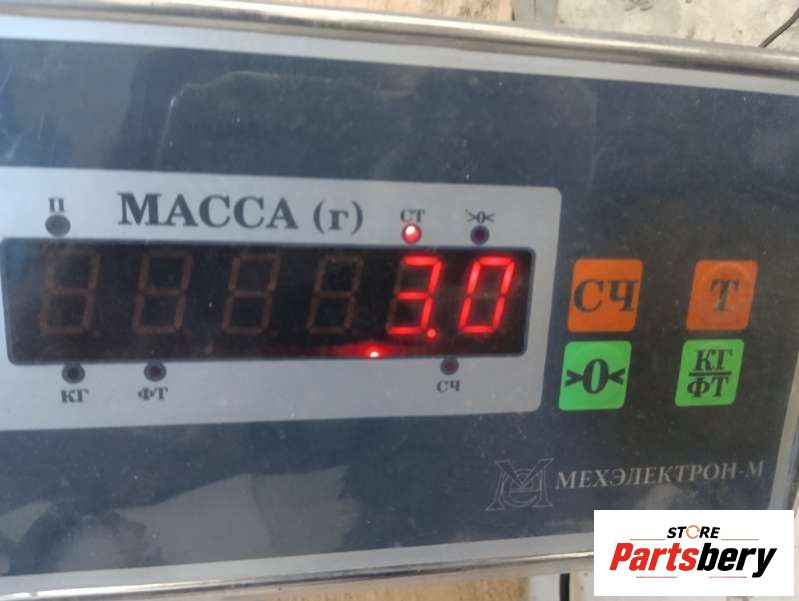 П МАССА (г) СТ >0<
3.0
КГ ФТ СЧ
СЧ Т
>0< КГ
ФТ
МЕХЭЛЕКТРОН-М
STORE
Partsbery